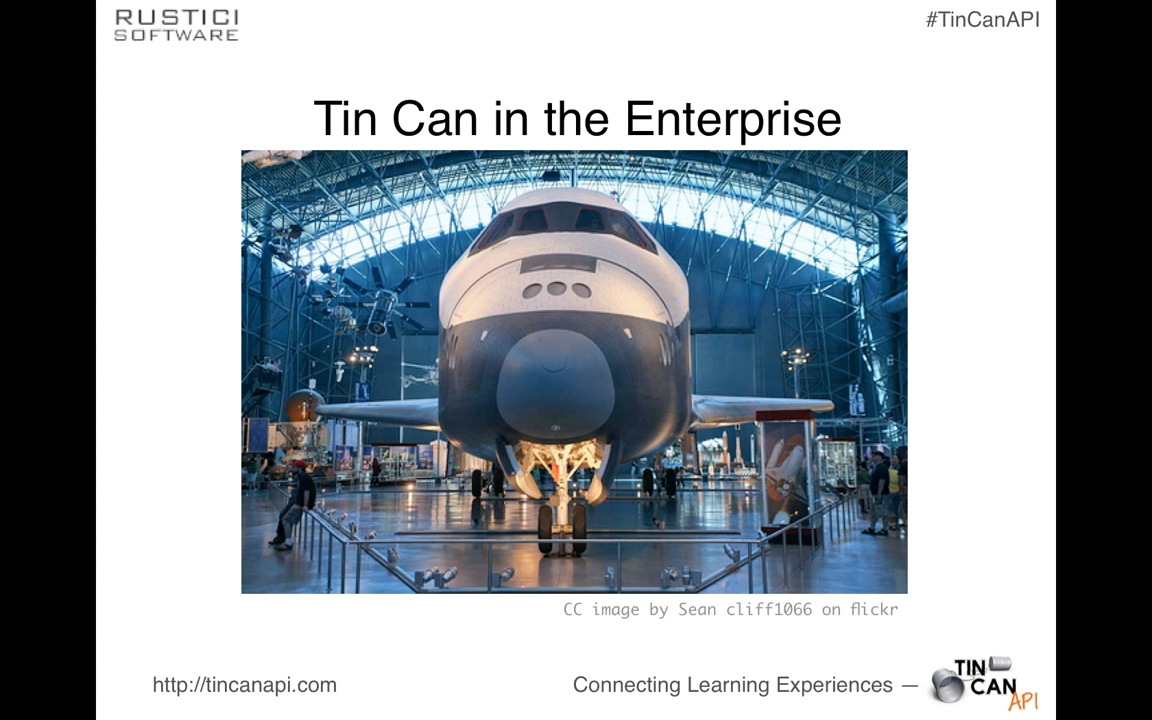 RUSTICI
SOFTWARE
#TinCanAPI
Tin Can in the Enterprise
CC image by Sean cliff1066 on flickr
http://tincanapi.com
Connecting Learning Experiences —
TIN
CAN
API